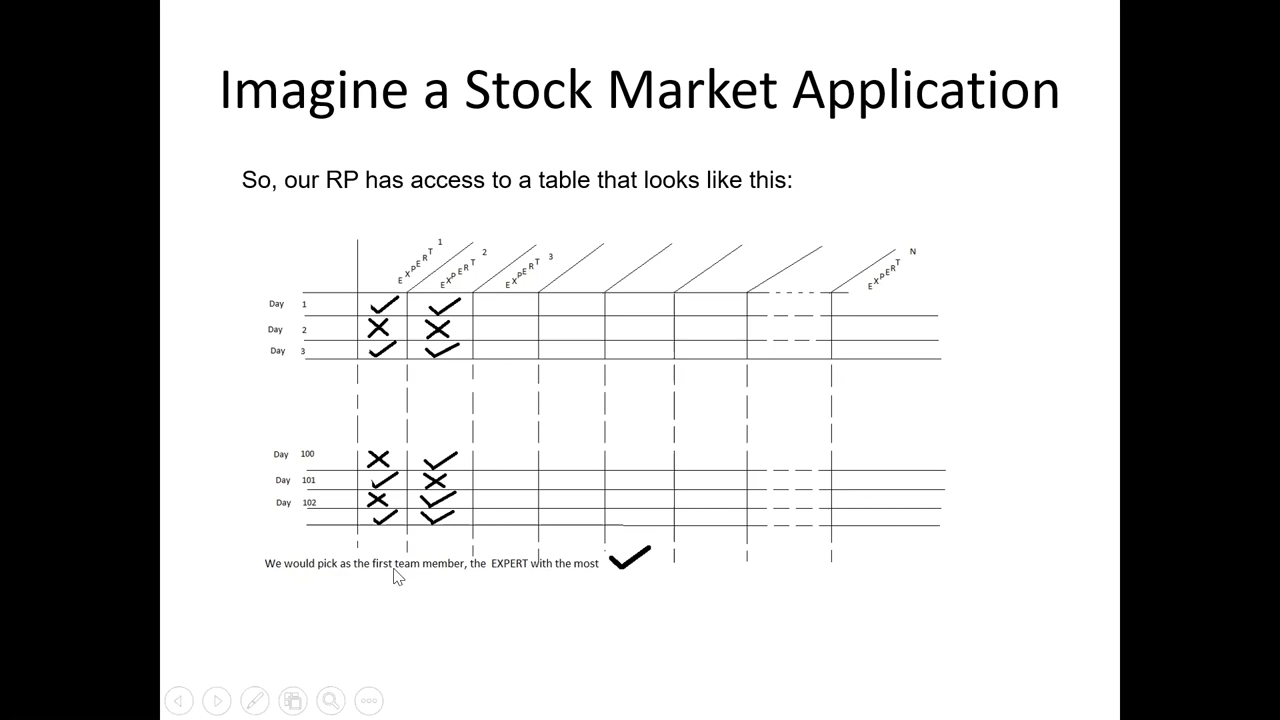 Imagine a Stock Market Application
So, our RP has access to a table that looks like this:
EXPERT 1
EXPERT 2
EXPERT 3
EXPERT N
Day 1
Day 2
Day 3
Day 100
Day 101
Day 102
We would pick as the first team member, the EXPERT with the most